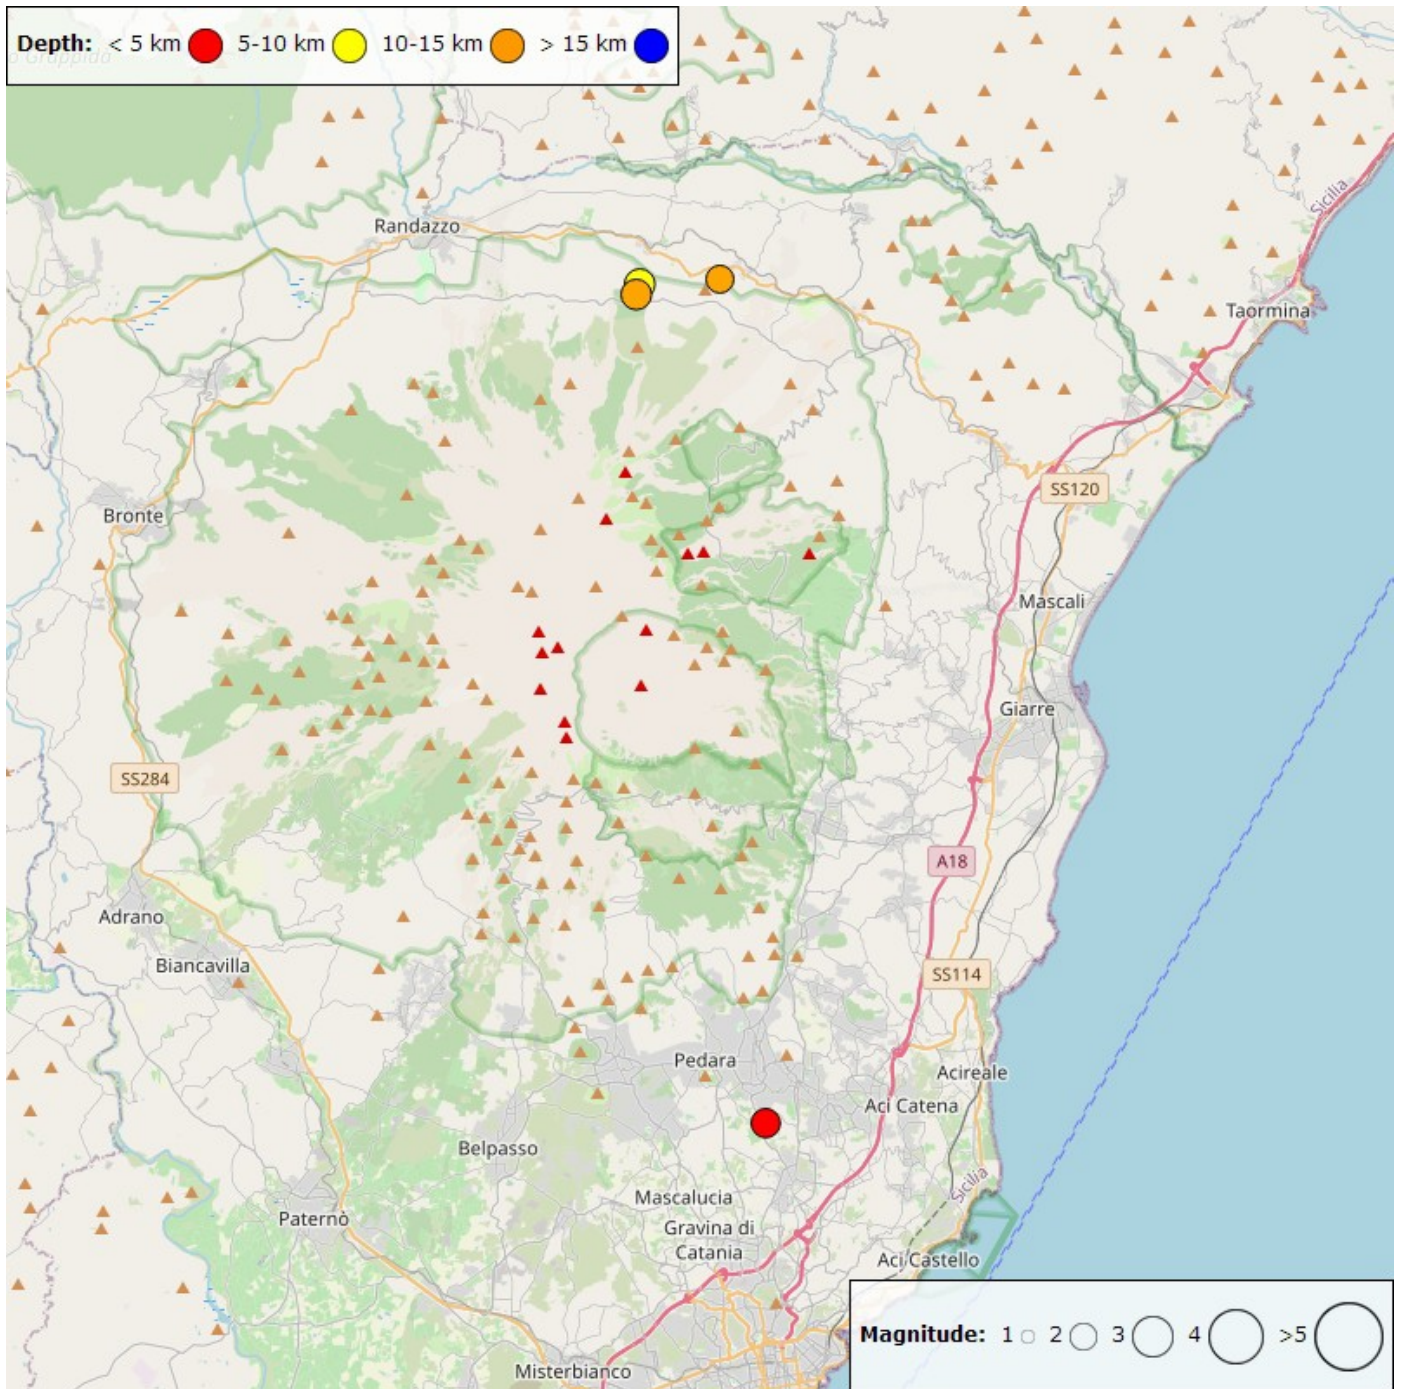 Depth: < 5 km 5-10 km 10-15 km > 15 km
Randazzo
Sicilia
Taormina
SS120
Bronte
Mascali
Giarre
SS284
A18
Adrano
Biancavilla
SS114
Pedara
Acireale
Aci Catena
Belpasso
Sicilia
Mascalucia
Paternò
Gravina di
Catania
Aci Castello
Magnitude: 1 2 3 4 >5
Misterbianco